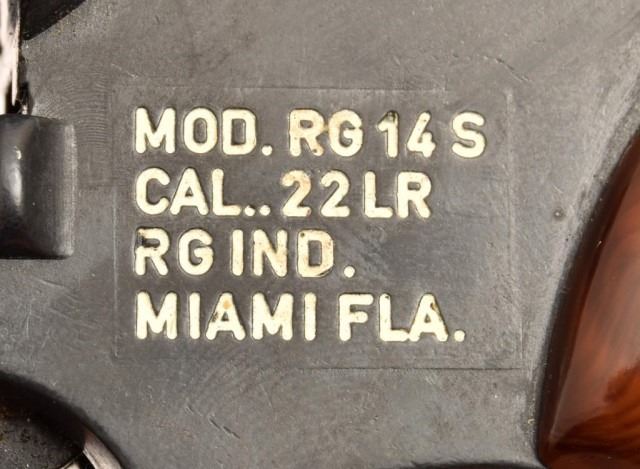 MOD. RG 14 S
CAL.. 22 LR
RG IND.
MIAMI FLA.